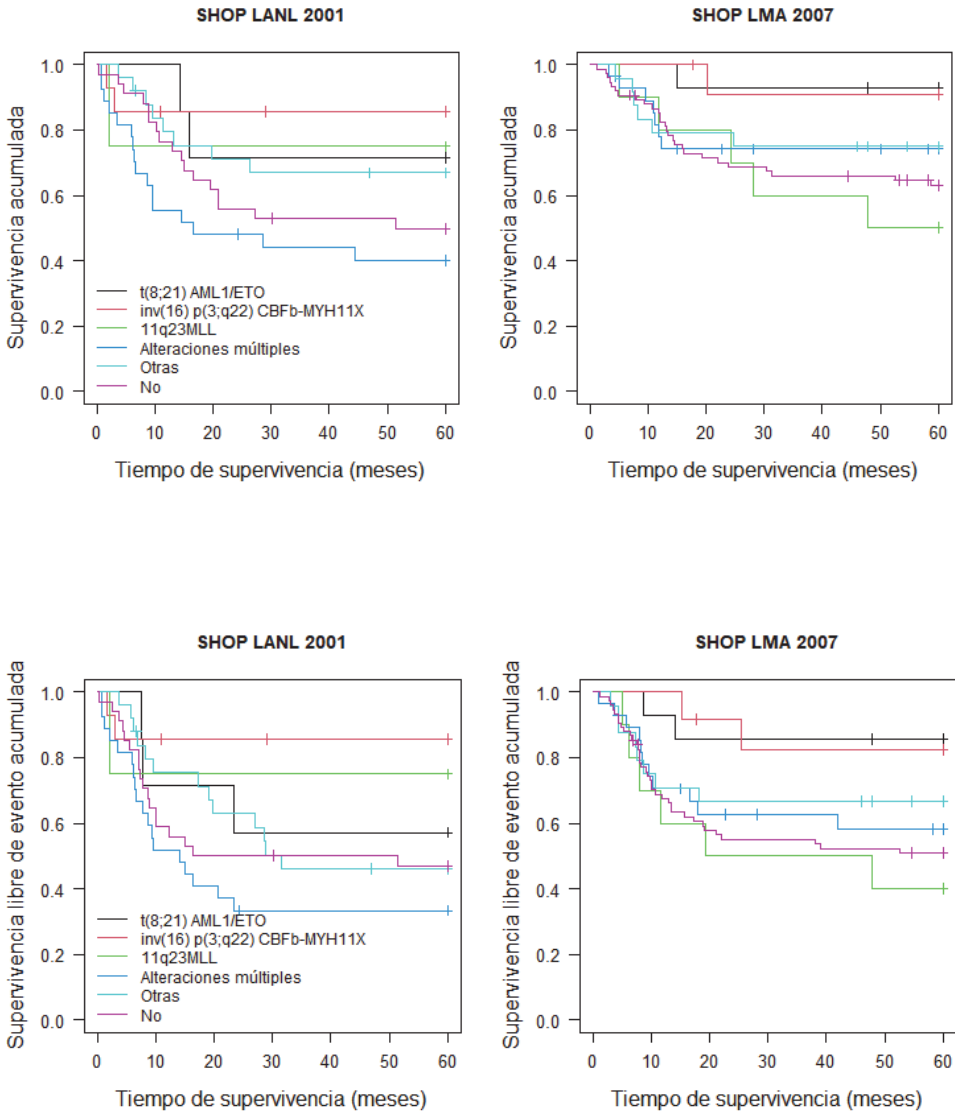 SHOP LANL 2001
Supervivencia acumulada
1.0
0.8
0.6
0.4
0.2
0.0
t(8;21) AML1/ETO
inv(16) p(3;q22) CBFb-MYH11X
11q23MLL
Alteraciones múltiples
Otras
No
0 10 20 30 40 50 60
Tiempo de supervivencia (meses)
SHOP LMA 2007
Supervivencia acumulada
1.0
0.8
0.6
0.4
0.2
0.0
0 10 20 30 40 50 60
Tiempo de supervivencia (meses)
SHOP LANL 2001
Supervivencia libre de evento acumulada
1.0
0.8
0.6
0.4
0.2
0.0
t(8;21) AML1/ETO
inv(16) p(3;q22) CBFb-MYH11X
11q23MLL
Alteraciones múltiples
Otras
No
0 10 20 30 40 50 60
Tiempo de supervivencia (meses)
SHOP LMA 2007
Supervivencia libre de evento acumulada
1.0
0.8
0.6
0.4
0.2
0.0
0 10 20 30 40 50 60
Tiempo de supervivencia (meses)